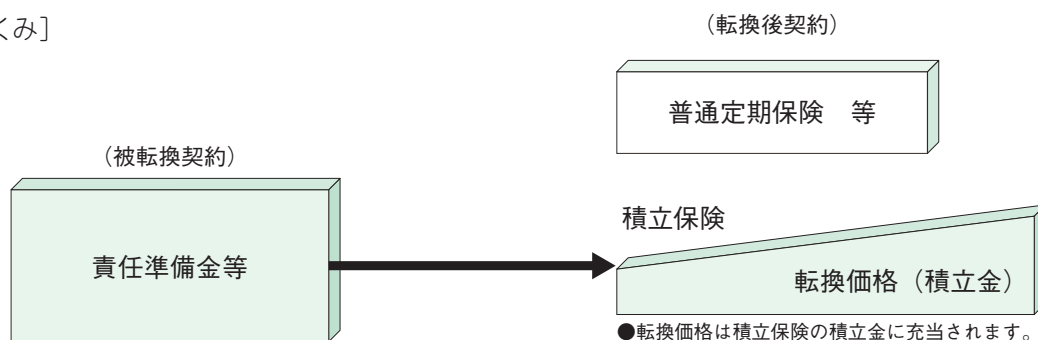 くみ］
（転換後契約）
普通定期保険　等
（被転換契約）
責任準備金等
積立保険
転換価格（積立金）
●転換価格は積立保険の積立金に充当されます。